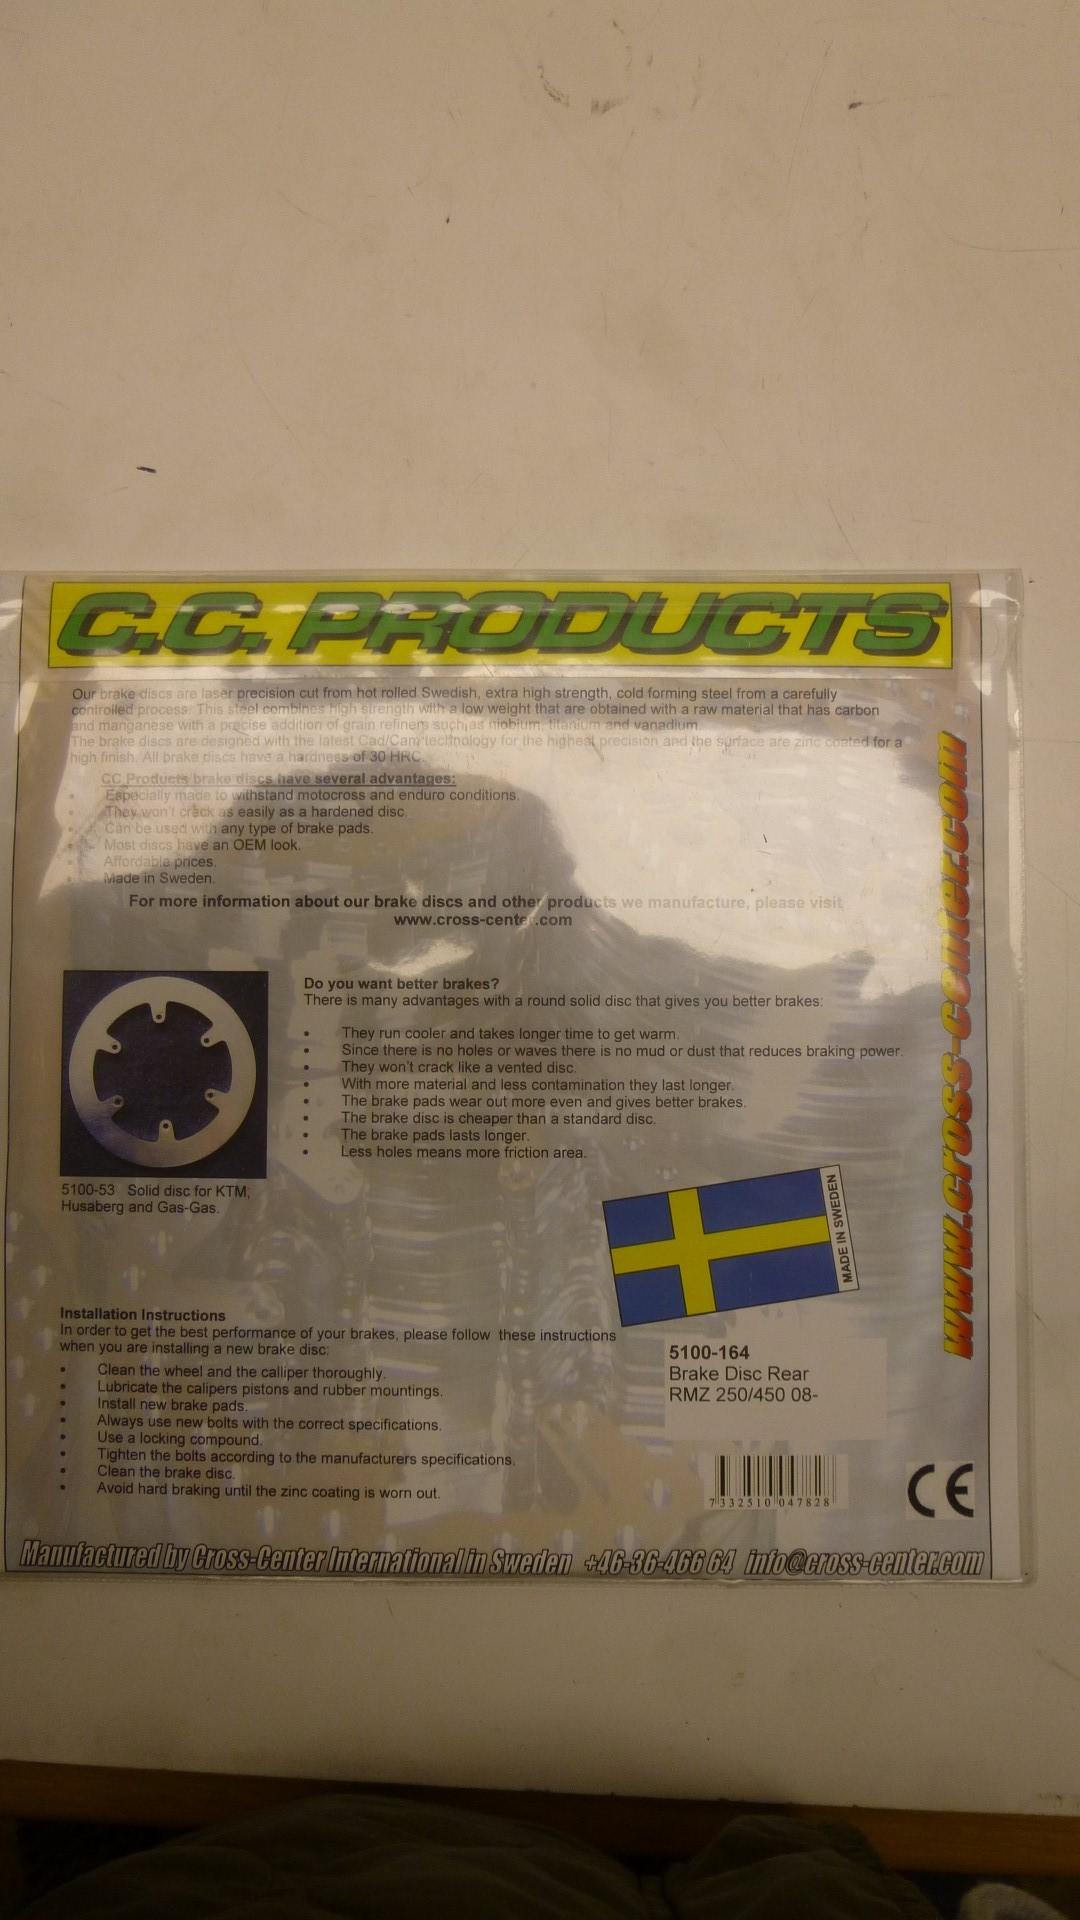 C.C. PRODUCTS
Our brake discs are laser precision cut from hot rolled Swedish, extra high strength, cold forming steel from a carefully
controlled process. This steel combines high strength with a low weight that are obtained with a raw material that has carbon
and manganese with a precise addition of grain refiners such as niobium, titanium and vanadium.
The brake discs are designed with the latest Cad/Cam technology for the highest precision and the surface are zinc coated for a
high finish. All brake discs have a hardness of 30 HRC.
CC Products brake discs have several advantages:
• Especially made to withstand motocross and enduro conditions.
• They won't crack as easily as a hardened disc.
• Can be used with any type of brake pads.
• Most discs have an OEM look.
• Affordable prices.
• Made in Sweden.
For more information about our brake discs and other products we manufacture, please visit
www.cross-center.com
www.cross-center.com
Do you want better brakes?
There is many advantages with a round solid disc that gives you better brakes:
• They run cooler and takes longer time to get warm.
• Since there is no holes or waves there is no mud or dust that reduces braking power.
• They won't crack like a vented disc.
• With more material and less contamination they last longer.
• The brake pads wear out more even and gives better brakes.
• The brake disc is cheaper than a standard disc.
• The brake pads lasts longer.
• Less holes means more friction area.
5100-53 Solid disc for KTM,
Husaberg and Gas-Gas.
MADE IN SWEDEN
Installation Instructions
In order to get the best performance of your brakes, please follow these instructions
when you are installing a new brake disc:
• Clean the wheel and the calliper thoroughly.
• Lubricate the calipers pistons and rubber mountings.
• Install new brake pads.
• Always use new bolts with the correct specifications.
• Use a locking compound.
• Tighten the bolts according to the manufacturers specifications.
• Clean the brake disc.
• Avoid hard braking until the zinc coating is worn out.
5100-164
Brake Disc Rear
RMZ 250/450 08-
7 332510 047828
CE
Manufactured by Cross-Center International in Sweden +46-36-466 64 info@cross-center.com